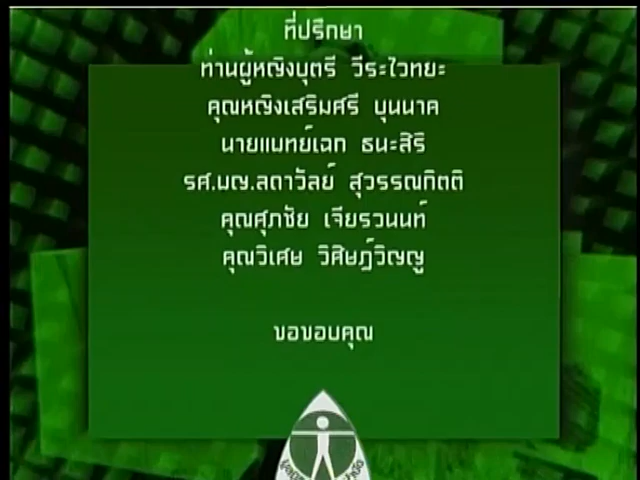 ที่ปรึกษา
ท่านผู้หญิงบุตรี วีระไวทยะ
คุณหญิงเสริมศรี บุนนาค
นายแพทย์เฉก ธนะสิริ
รศ.มญ.ลดาวัลย์ สุวรรณกิตติ
คุณศุภชัย เจียรวนนท์
คุณวิเศษ วิศิษฏ์วิญญู
ขอขอบคุณ